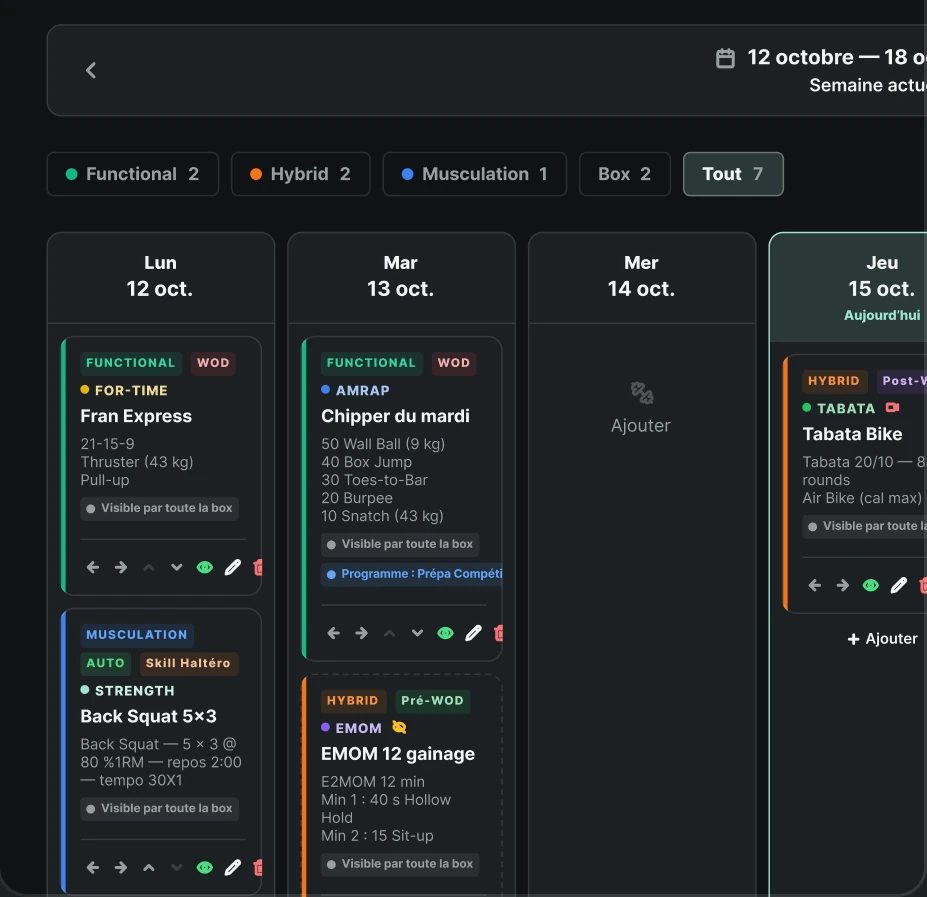 12 octobre — 18 o
Semaine actu
Functional 2
Hybrid 2
Musculation 1
Box 2
Tout 7
Lun
12 oct.
FUNCTIONAL WOD
FOR-TIME
Fran Express
21-15-9
Thruster (43 kg)
Pull-up
Visible par toute la box
MUSCULATION
AUTO Skill Haltéro
STRENGTH
Back Squat 5×3
Back Squat — 5 × 3 @
80 %1RM — repos 2:00
— tempo 30X1
Visible par toute la box
Mar
13 oct.
FUNCTIONAL WOD
AMRAP
Chipper du mardi
50 Wall Ball (9 kg)
40 Box Jump
30 Toes-to-Bar
20 Burpee
10 Snatch (43 kg)
Visible par toute la box
Programme : Prépa Compéti
HYBRID Pré-WOD
EMOM
EMOM 12 gainage
E2MOM 12 min
Min 1 : 40 s Hollow
Hold
Min 2 : 15 Sit-up
Visible par toute la box
Mer
14 oct.
Ajouter
Jeu
15 oct.
Aujourd'hui
HYBRID Post-W
TABATA
Tabata Bike
Tabata 20/10 — 8
rounds
Air Bike (cal max)
Visible par toute la
+ Ajouter